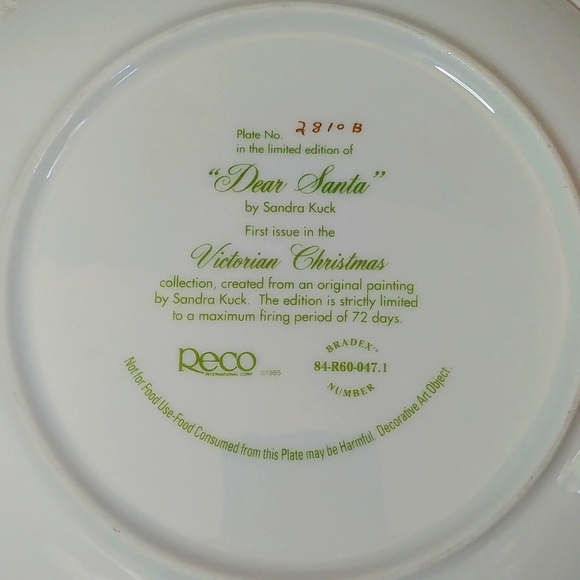 Plate No. 2810 B
in the limited edition of
"Dear Santa"
by Sandra Kuck
First issue in the
Victorian Christmas
collection, created from an original painting
by Sandra Kuck. The edition is strictly limited
to a maximum firing period of 72 days.
Reco
INTERNATIONAL CORP. ©1995
BRADEX™
84-R60-047.1
NUMBER
Not for Food Use-Food Consumed from this Plate may be Harmful. Decorative Art Object.